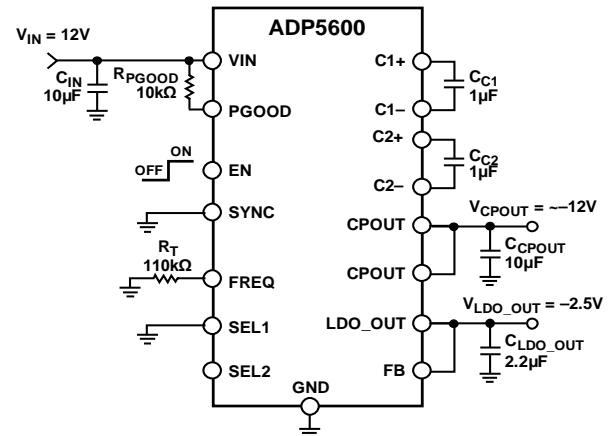 ADP5600
V_IN = 12V
C_IN
10µF
R_PGOOD
10kΩ
VIN
PGOOD
OFF
ON
EN
SYNC
R_T
110kΩ
FREQ
SEL1
SEL2
GND
C1+
C1–
C_C1
1µF
C2+
C2–
C_C2
1µF
CPOUT
CPOUT
V_CPOUT = ~–12V
C_CPOUT
10µF
LDO_OUT
FB
V_LDO_OUT = –2.5V
C_LDO_OUT
2.2µF